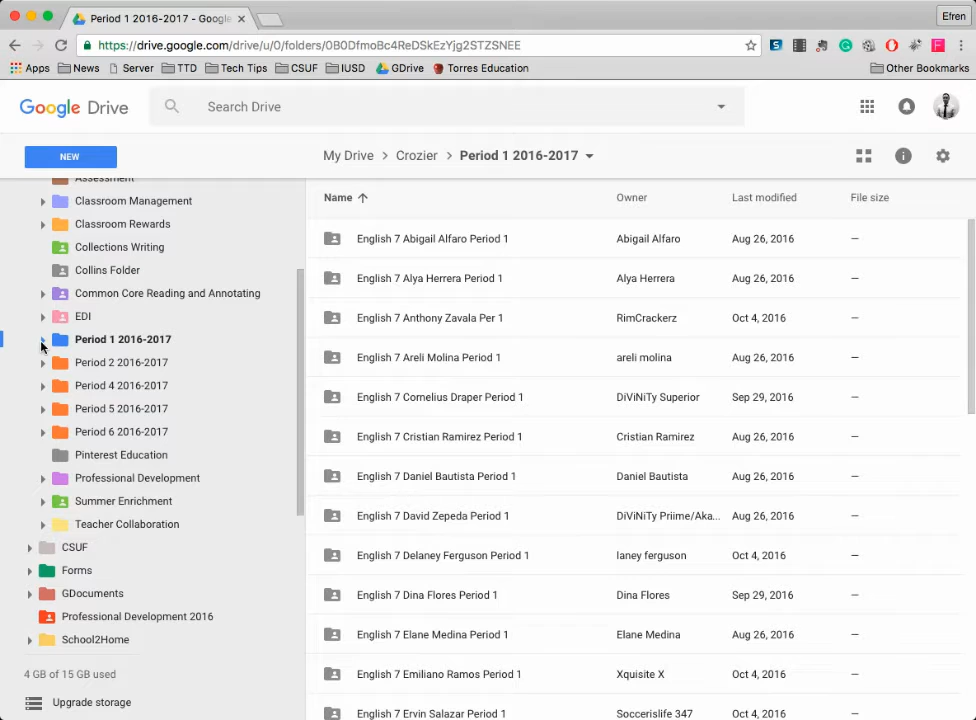 Period 1 2016-2017 - Google
Efren
https://drive.google.com/drive/u/0/folders/0B0DfmoBc4ReDSkEzYjg2STZSNEE
Apps News Server TTD Tech Tips CSUF IUSD GDrive Torres Education Other Bookmarks
Google Drive
Search Drive
NEW
My Drive > Crozier > Period 1 2016-2017
Assessment
Classroom Management
Classroom Rewards
Collections Writing
Collins Folder
Common Core Reading and Annotating
EDI
Period 1 2016-2017
Period 2 2016-2017
Period 4 2016-2017
Period 5 2016-2017
Period 6 2016-2017
Pinterest Education
Professional Development
Summer Enrichment
Teacher Collaboration
CSUF
Forms
GDocuments
Professional Development 2016
School2Home
4 GB of 15 GB used
Upgrade storage
Name Owner Last modified File size
English 7 Abigail Alfaro Period 1 Abigail Alfaro Aug 26, 2016 —
English 7 Alya Herrera Period 1 Alya Herrera Aug 26, 2016 —
English 7 Anthony Zavala Per 1 RimCrackerz Oct 4, 2016 —
English 7 Areli Molina Period 1 areli molina Aug 26, 2016 —
English 7 Cornelius Draper Period 1 DiViNiTy Superior Sep 29, 2016 —
English 7 Cristian Ramirez Period 1 Cristian Ramirez Aug 26, 2016 —
English 7 Daniel Bautista Period 1 Daniel Bautista Aug 26, 2016 —
English 7 David Zepeda Period 1 DiViNiTy Priime/Aka... Aug 26, 2016 —
English 7 Delaney Ferguson Period 1 laney ferguson Oct 4, 2016 —
English 7 Dina Flores Period 1 Dina Flores Sep 29, 2016 —
English 7 Elane Medina Period 1 Elane Medina Aug 26, 2016 —
English 7 Emiliano Ramos Period 1 Xquisite X Oct 4, 2016 —
English 7 Ervin Salazar Period 1 Soccerislife 347 Oct 4, 2016 —